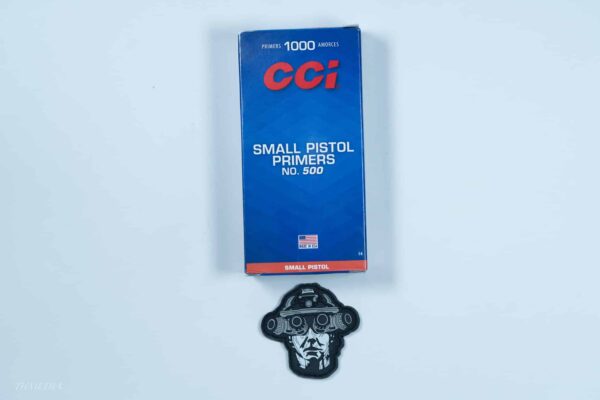 PRIMERS 1000 AMORCES
CCi
SMALL PISTOL
PRIMERS
NO. 500
SMALL PISTOL